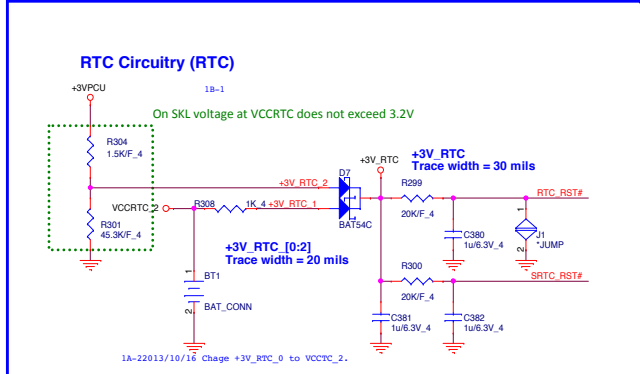 RTC Circuitry (RTC)
1B-1
+3VPCU
On SKL voltage at VCCRTC does not exceed 3.2V
R304
1.5K/F_4
+3V_RTC
+3V_RTC
Trace width = 30 mils
D7
+3V_RTC_2
R299
RTC_RST#
VCCRTC_2
R308
1K_4
+3V_RTC_1
20K/F_4
1
R301
45.3K/F_4
BAT54C
C380
1u/6.3V_4
J1
*JUMP
2
+3V_RTC_[0:2]
Trace width = 20 mils
1
BT1
R300
SRTC_RST#
20K/F_4
BAT_CONN
2
C381
1u/6.3V_4
C382
1u/6.3V_4
1A-22013/10/16 Chage +3V_RTC_0 to VCCTC_2.